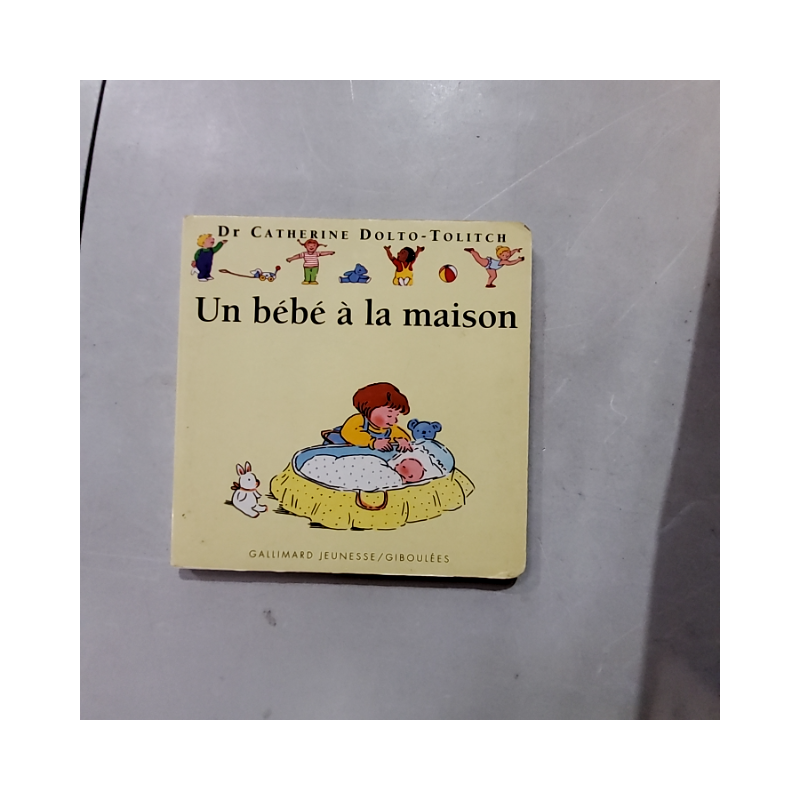 Dr Catherine Dolto-Tolitch
Un bébé à la maison
GALLIMARD JEUNESSE/GIBOULÉES